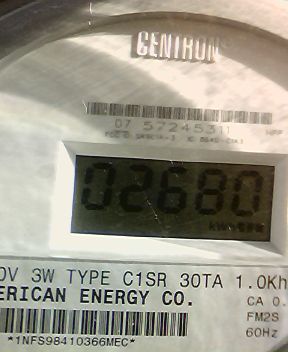 CENTRON
07 57245311
02680
kWh
0V 3W TYPE C1SR 30TA 1.0Kh
ERICAN ENERGY CO.
CA 0.
FM2S
60Hz
*1NFS98410366MEC*